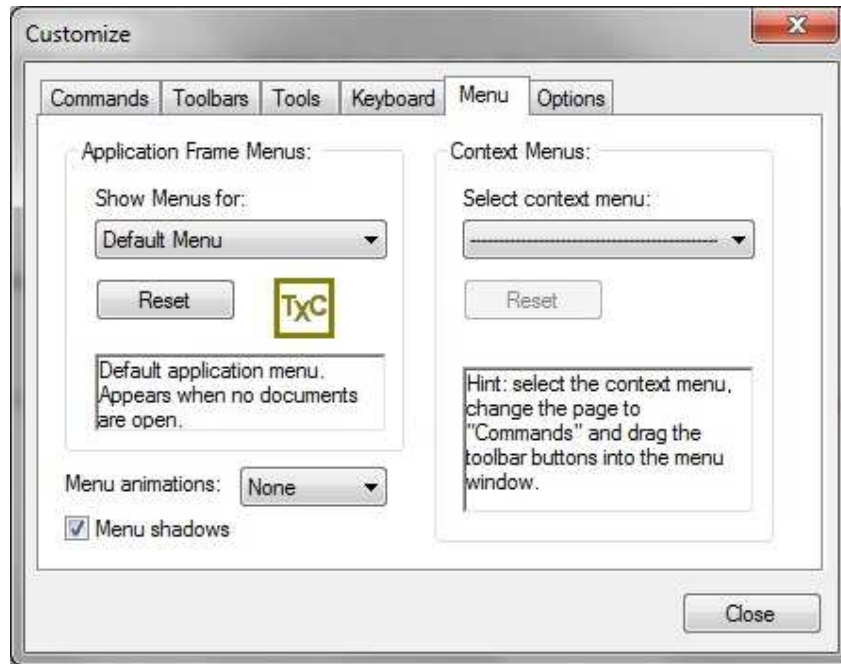 Customize
Commands Toolbars Tools Keyboard Menu Options
Application Frame Menus:
Show Menus for:
Default Menu
Reset
TxC
Default application menu.
Appears when no documents
are open.
Menu animations: None
Menu shadows
Context Menus:
Select context menu:
Reset
Hint: select the context menu,
change the page to
"Commands" and drag the
toolbar buttons into the menu
window.
Close